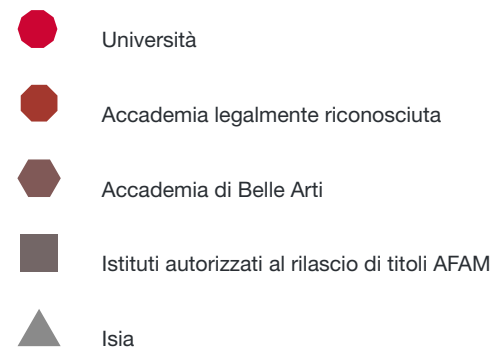 Università
Accademia legalmente riconosciuta
Accademia di Belle Arti
Istituti autorizzati al rilascio di titoli AFAM
Isia